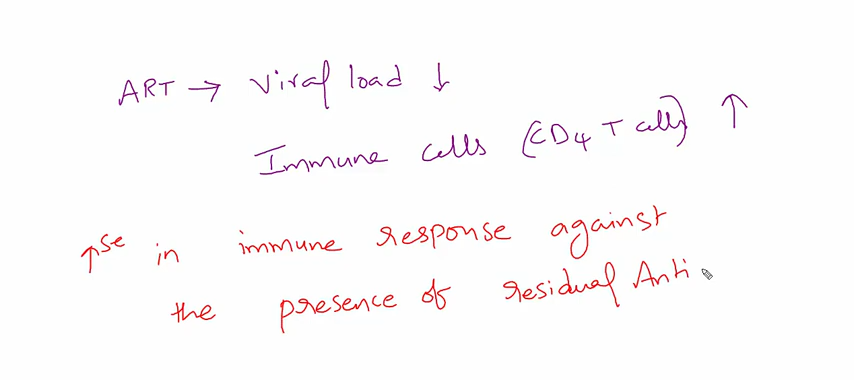 ART → Viral load ↓
Immune cells (CD4 T cells) ↑
↑se in immune response against
the presence of residual Anti